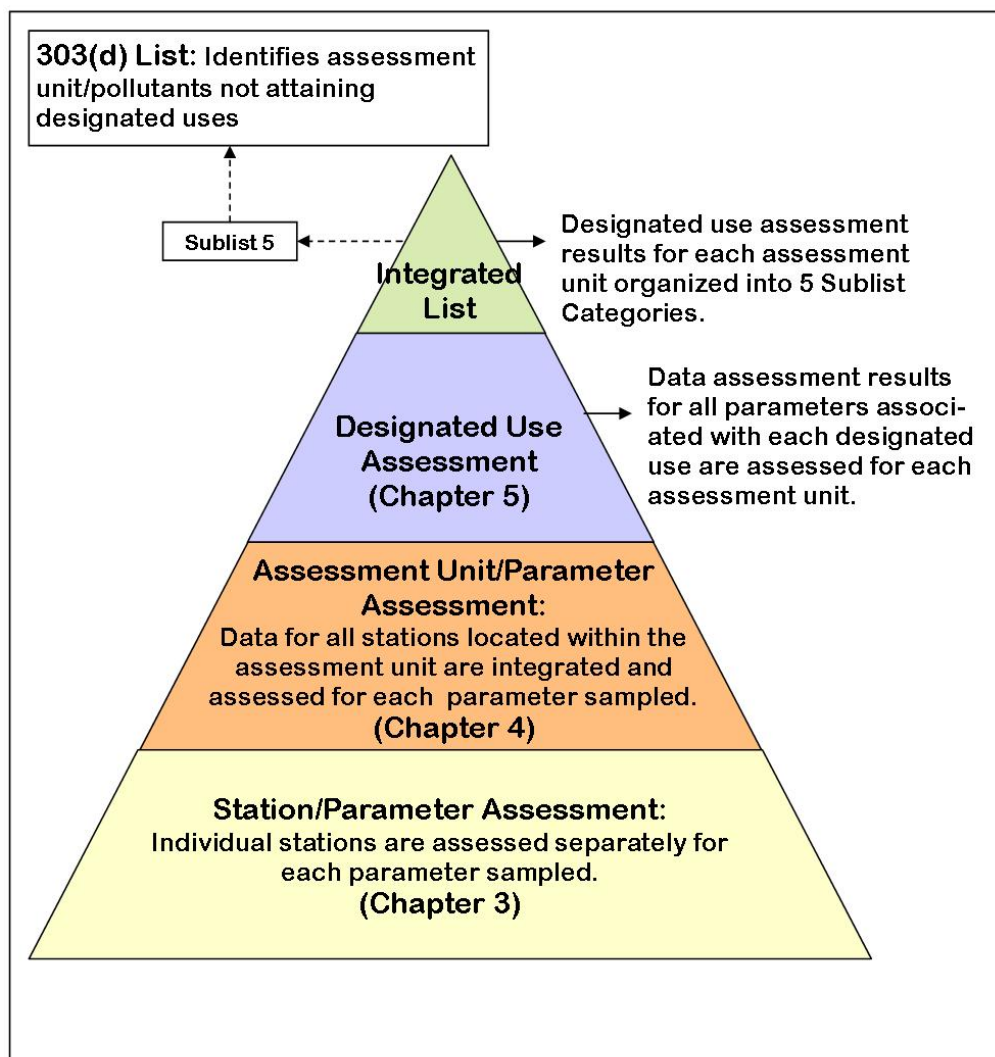 303(d) List: Identifies assessment
unit/pollutants not attaining
designated uses
Sublist 5
Integrated
List
Designated use assessment
results for each assessment
unit organized into 5 Sublist
Categories.
Designated Use
Assessment
(Chapter 5)
Data assessment results
for all parameters associ-
ated with each designated
use are assessed for each
assessment unit.
Assessment Unit/Parameter
Assessment:
Data for all stations located within the
assessment unit are integrated and
assessed for each parameter sampled.
(Chapter 4)
Station/Parameter Assessment:
Individual stations are assessed separately for
each parameter sampled.
(Chapter 3)